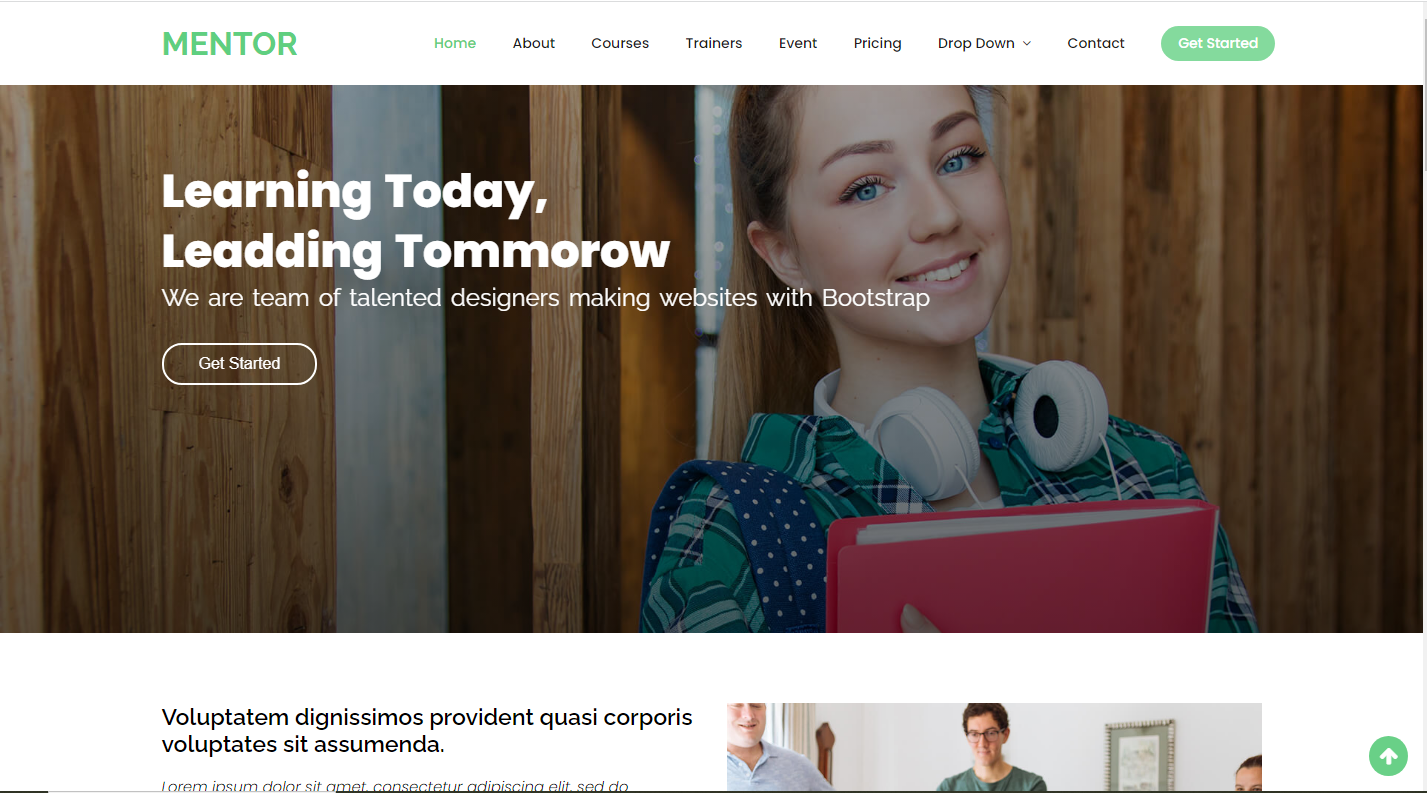 MENTOR
Home About Courses Trainers Event Pricing Drop Down Contact Get Started
Learning Today,
Leadding Tommorow
We are team of talented designers making websites with Bootstrap
Get Started
Voluptatem dignissimos provident quasi corporis
voluptates sit assumenda.
Lorem ipsum dolor sit amet, consectetur adipiscing elit, sed do